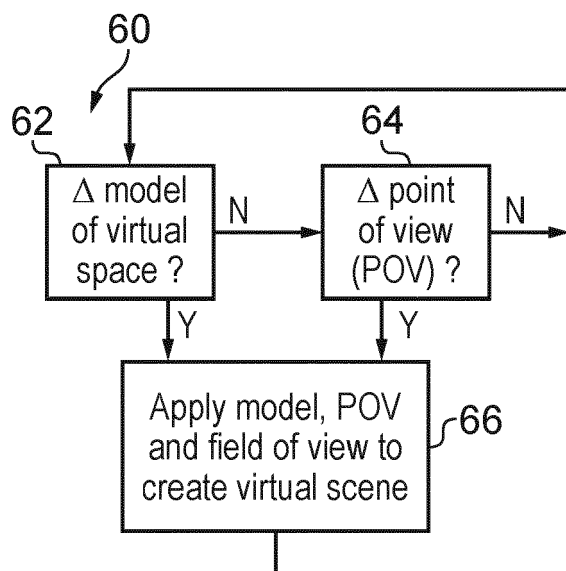 60
62
64
Δ model
of virtual
space ?
N
Δ point
of view
(POV) ?
N
Y
Y
Apply model, POV
and field of view to
create virtual scene
66